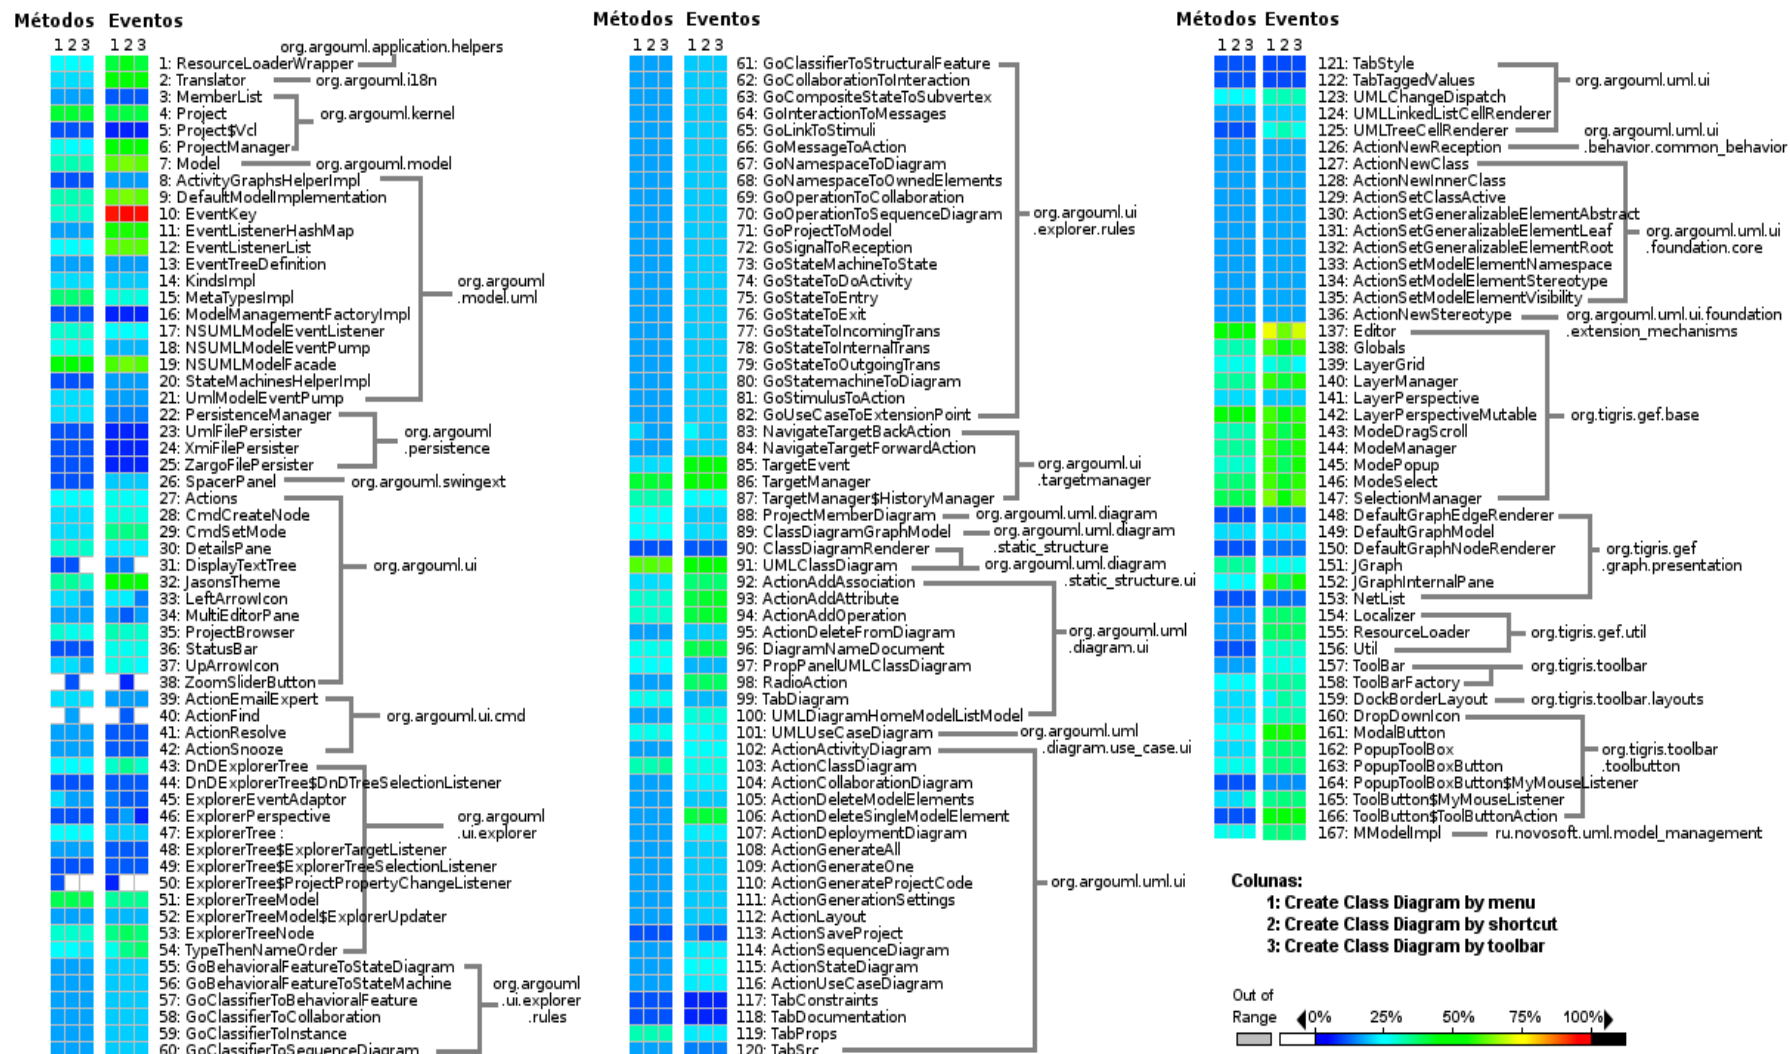 Métodos Eventos
1 2 3 1 2 3
org.argouml.application.helpers
1: ResourceLoaderWrapper
2: Translator
org.argouml.i18n
3: MemberList
4: Project
org.argouml.kernel
5: Project$Vcl
6: ProjectManager
7: Model
org.argouml.model
8: ActivityGraphsHelperImpl
9: DefaultModelImplementation
10: EventKey
11: EventListenerHashMap
12: EventListenerList
13: EventTreeDefinition
14: KindsImpl
org.argouml
.model.uml
15: MetaTypesImpl
16: ModelManagementFactoryImpl
17: NSUMLModelEventListener
18: NSUMLModelEventPump
19: NSUMLModelFacade
20: StateMachinesHelperImpl
21: UmlModelEventPump
22: PersistenceManager
23: UmlFilePersister
org.argouml
.persistence
24: XmiFilePersister
25: ZargoFilePersister
26: SpacerPanel
org.argouml.swingext
27: Actions
28: CmdCreateNode
29: CmdSetMode
30: DetailsPane
31: DisplayTextTree
org.argouml.ui
32: JasonsTheme
33: LeftArrowIcon
34: MultiEditorPane
35: ProjectBrowser
36: StatusBar
37: UpArrowIcon
38: ZoomSliderButton
39: ActionEmailExpert
40: ActionFind
org.argouml.ui.cmd
41: ActionResolve
42: ActionSnooze
43: DnDExplorerTree
44: DnDExplorerTree$DnDTreeSelectionListener
45: ExplorerEventAdaptor
46: ExplorerPerspective
org.argouml
.ui.explorer
47: ExplorerTree :
48: ExplorerTree$ExplorerTargetListener
49: ExplorerTree$ExplorerTreeSelectionListener
50: ExplorerTree$ProjectPropertyChangeListener
51: ExplorerTreeModel
52: ExplorerTreeModel$ExplorerUpdater
53: ExplorerTreeNode
54: TypeThenNameOrder
55: GoBehavioralFeatureToStateDiagram
56: GoBehavioralFeatureToStateMachine
org.argouml
.ui.explorer
.rules
57: GoClassifierToBehavioralFeature
58: GoClassifierToCollaboration
59: GoClassifierToInstance
60: GoClassifierToSequenceDiagram
Métodos Eventos
1 2 3 1 2 3
61: GoClassifierToStructuralFeature
62: GoCollaborationToInteraction
63: GoCompositeStateToSubvertex
64: GoInteractionToMessages
65: GoLinkToStimuli
66: GoMessageToAction
67: GoNamespaceToDiagram
68: GoNamespaceToOwnedElements
69: GoOperationToCollaboration
70: GoOperationToSequenceDiagram
org.argouml.ui
.explorer.rules
71: GoProjectToModel
72: GoSignalToReception
73: GoStateMachineToState
74: GoStateToDoActivity
75: GoStateToEntry
76: GoStateToExit
77: GoStateToIncomingTrans
78: GoStateToInternalTrans
79: GoStateToOutgoingTrans
80: GoStatemachineToDiagram
81: GoStimulusToAction
82: GoUseCaseToExtensionPoint
83: NavigateTargetBackAction
84: NavigateTargetForwardAction
85: TargetEvent
org.argouml.ui
.targetmanager
86: TargetManager
87: TargetManager$HistoryManager
88: ProjectMemberDiagram
org.argouml.uml.diagram
89: ClassDiagramGraphModel
org.argouml.uml.diagram
.static_structure
90: ClassDiagramRenderer
91: UMLClassDiagram
org.argouml.uml.diagram
.static_structure.ui
92: ActionAddAssociation
93: ActionAddAttribute
94: ActionAddOperation
95: ActionDeleteFromDiagram
org.argouml.uml
.diagram.ui
96: DiagramNameDocument
97: PropPanelUMLClassDiagram
98: RadioAction
99: TabDiagram
100: UMLDiagramHomeModelListModel
101: UMLUseCaseDiagram
org.argouml.uml
.diagram.use_case.ui
102: ActionActivityDiagram
103: ActionClassDiagram
104: ActionCollaborationDiagram
105: ActionDeleteModelElements
106: ActionDeleteSingleModelElement
107: ActionDeploymentDiagram
108: ActionGenerateAll
109: ActionGenerateOne
110: ActionGenerateProjectCode
org.argouml.uml.ui
111: ActionGenerationSettings
112: ActionLayout
113: ActionSaveProject
114: ActionSequenceDiagram
115: ActionStateDiagram
116: ActionUseCaseDiagram
117: TabConstraints
118: TabDocumentation
119: TabProps
120: TabSrc
Métodos Eventos
1 2 3 1 2 3
121: TabStyle
122: TabTaggedValues
org.argouml.uml.ui
123: UMLChangeDispatch
124: UMLLinkedListCellRenderer
125: UMLTreeCellRenderer
org.argouml.uml.ui
.behavior.common_behavior
126: ActionNewReception
127: ActionNewClass
128: ActionNewInnerClass
129: ActionSetClassActive
130: ActionSetGeneralizableElementAbstract
131: ActionSetGeneralizableElementLeaf
org.argouml.uml.ui
.foundation.core
132: ActionSetGeneralizableElementRoot
133: ActionSetModelElementNamespace
134: ActionSetModelElementStereotype
135: ActionSetModelElementVisibility
136: ActionNewStereotype
org.argouml.uml.ui.foundation
.extension_mechanisms
137: Editor
138: Globals
139: LayerGrid
140: LayerManager
141: LayerPerspective
142: LayerPerspectiveMutable
org.tigris.gef.base
143: ModeDragScroll
144: ModeManager
145: ModePopup
146: ModeSelect
147: SelectionManager
148: DefaultGraphEdgeRenderer
149: DefaultGraphModel
150: DefaultGraphNodeRenderer
org.tigris.gef
.graph.presentation
151: JGraph
152: JGraphInternalPane
153: NetList
154: Localizer
155: ResourceLoader
org.tigris.gef.util
156: Util
157: ToolBar
org.tigris.toolbar
158: ToolBarFactory
159: DockBorderLayout
org.tigris.toolbar.layouts
160: DropDownIcon
161: ModalButton
162: PopupToolBox
org.tigris.toolbar
.toolbutton
163: PopupToolBoxButton
164: PopupToolBoxButton$MyMouseListener
165: ToolButton$MyMouseListener
166: ToolButton$ToolButtonAction
167: MModelImpl
ru.novosoft.uml.model_management
Colunas:
1: Create Class Diagram by menu
2: Create Class Diagram by shortcut
3: Create Class Diagram by toolbar
Out of
Range
0% 25% 50% 75% 100%